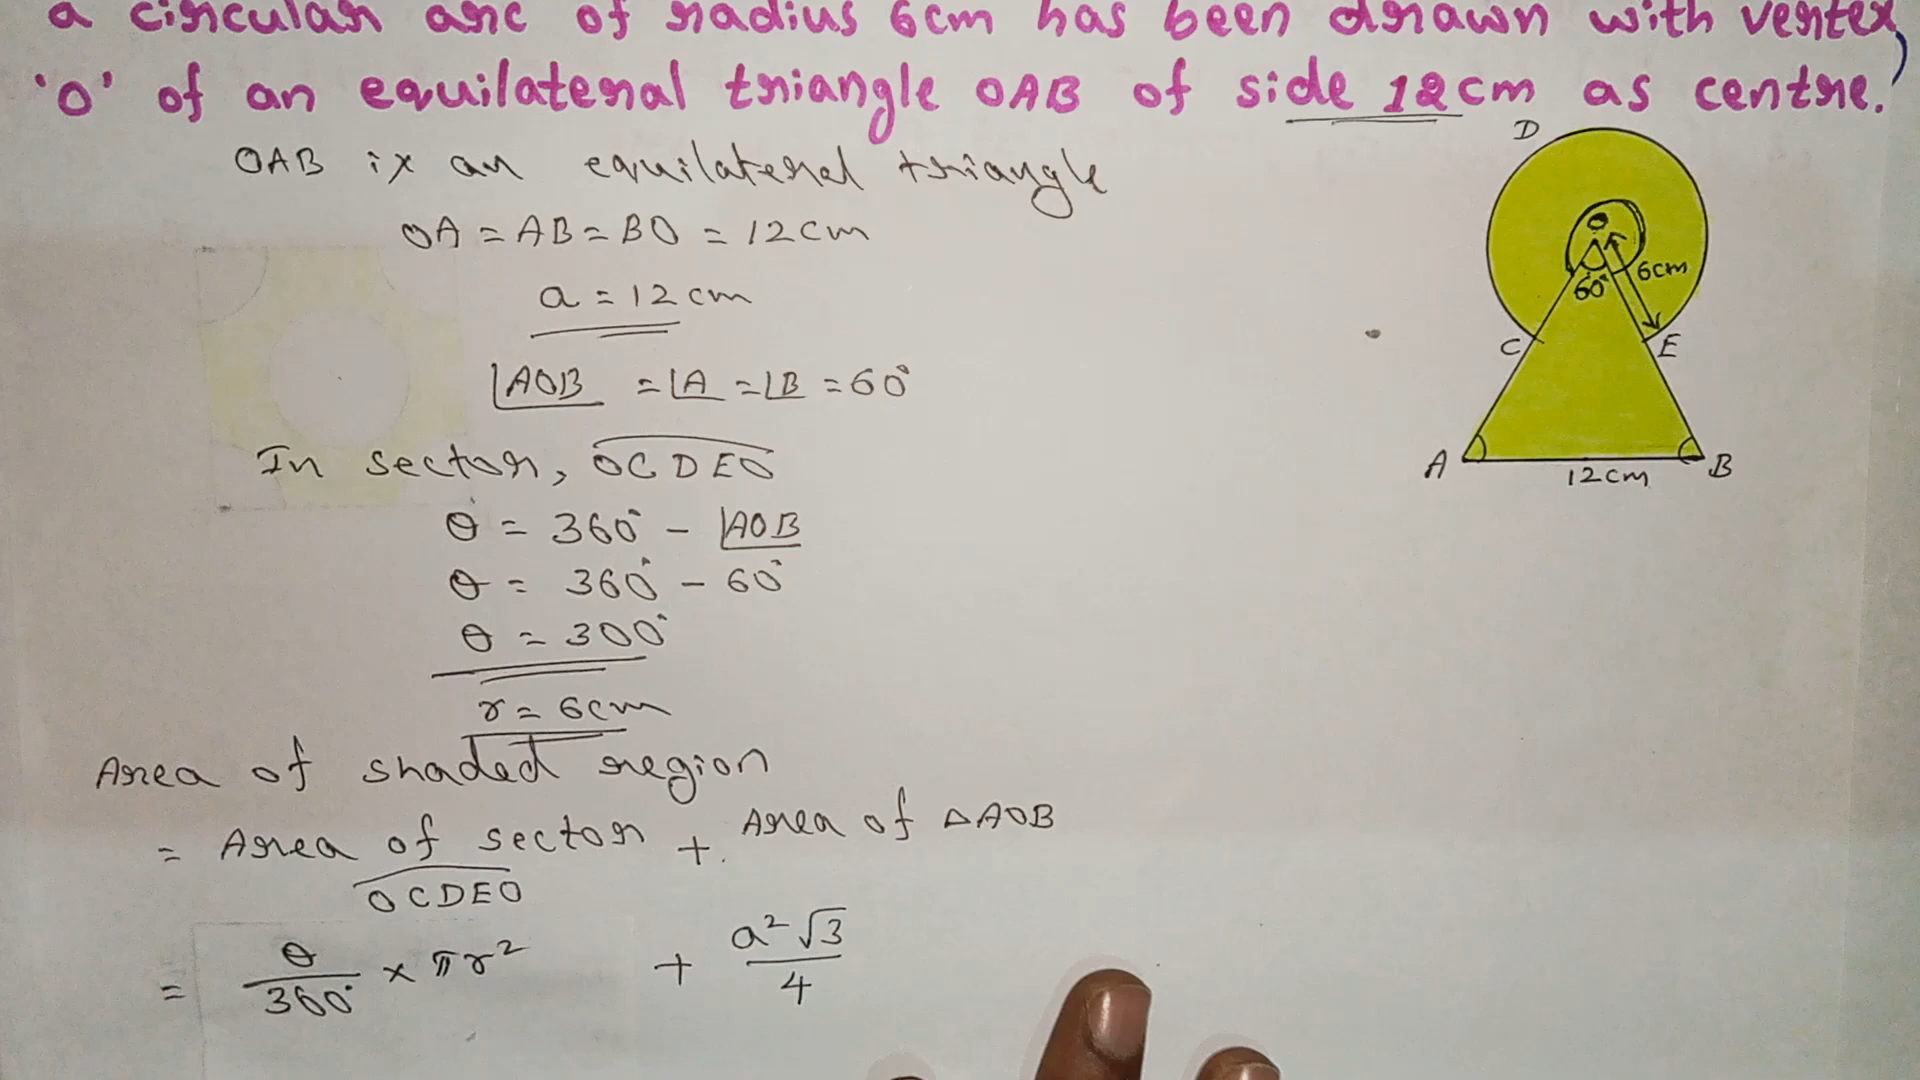 a circular arc of radius 6cm has been drawn with vertex
'O' of an equilateral triangle OAB of side 12cm as centre.
OAB is an equilateral triangle
OA = AB = BO = 12cm
a = 12cm
∠AOB = ∠A = ∠B = 60°
In sector, OCDEO
θ = 360° - ∠AOB
θ = 360° - 60°
θ = 300°
r = 6cm
Area of shaded region
= Area of sector + Area of △AOB
OCDEO
= θ/360° × πr² + a²√3/4
D
O
6cm
60°
C
E
A
B
12cm